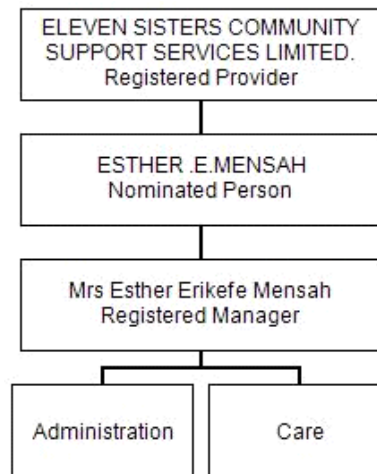 ELEVEN SISTERS COMMUNITY
SUPPORT SERVICES LIMITED.
Registered Provider
ESTHER .E.MENSAH
Nominated Person
Mrs Esther Erikefe Mensah
Registered Manager
Administration
Care